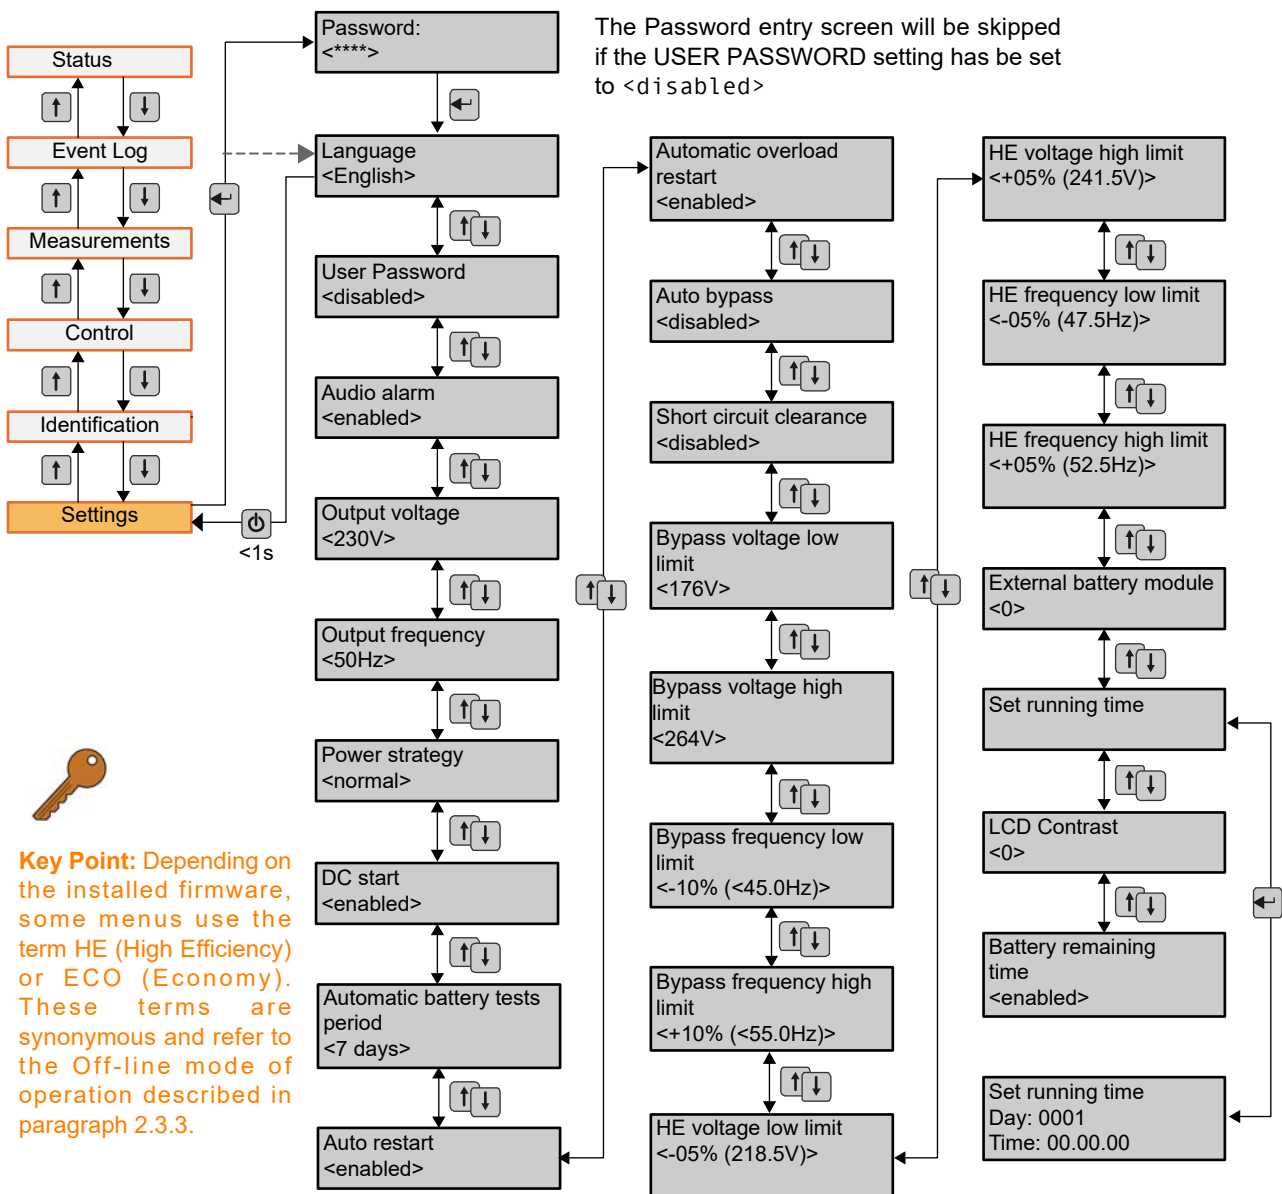 Password:
<****>
The Password entry screen will be skipped
if the USER PASSWORD setting has be set
to <disabled>
Status
Event Log
Measurements
Control
Identification
Settings
<1s
Language
<English>
User Password
<disabled>
Audio alarm
<enabled>
Output voltage
<230V>
Output frequency
<50Hz>
Power strategy
<normal>
DC start
<enabled>
Automatic battery tests
period
<7 days>
Auto restart
<enabled>
Automatic overload
restart
<enabled>
Auto bypass
<disabled>
Short circuit clearance
<disabled>
Bypass voltage low
limit
<176V>
Bypass voltage high
limit
<264V>
Bypass frequency low
limit
<-10% (<45.0Hz)>
Bypass frequency high
limit
<+10% (<55.0Hz)>
HE voltage low limit
<-05% (218.5V)>
HE voltage high limit
<+05% (241.5V)>
HE frequency low limit
<-05% (47.5Hz)>
HE frequency high limit
<+05% (52.5Hz)>
External battery module
<0>
Set running time
LCD Contrast
<0>
Battery remaining
time
<enabled>
Set running time
Day: 0001
Time: 00.00.00
Key Point: Depending on
the installed firmware,
some menus use the
term HE (High Efficiency)
or ECO (Economy).
These terms are
synonymous and refer to
the Off-line mode of
operation described in
paragraph 2.3.3.